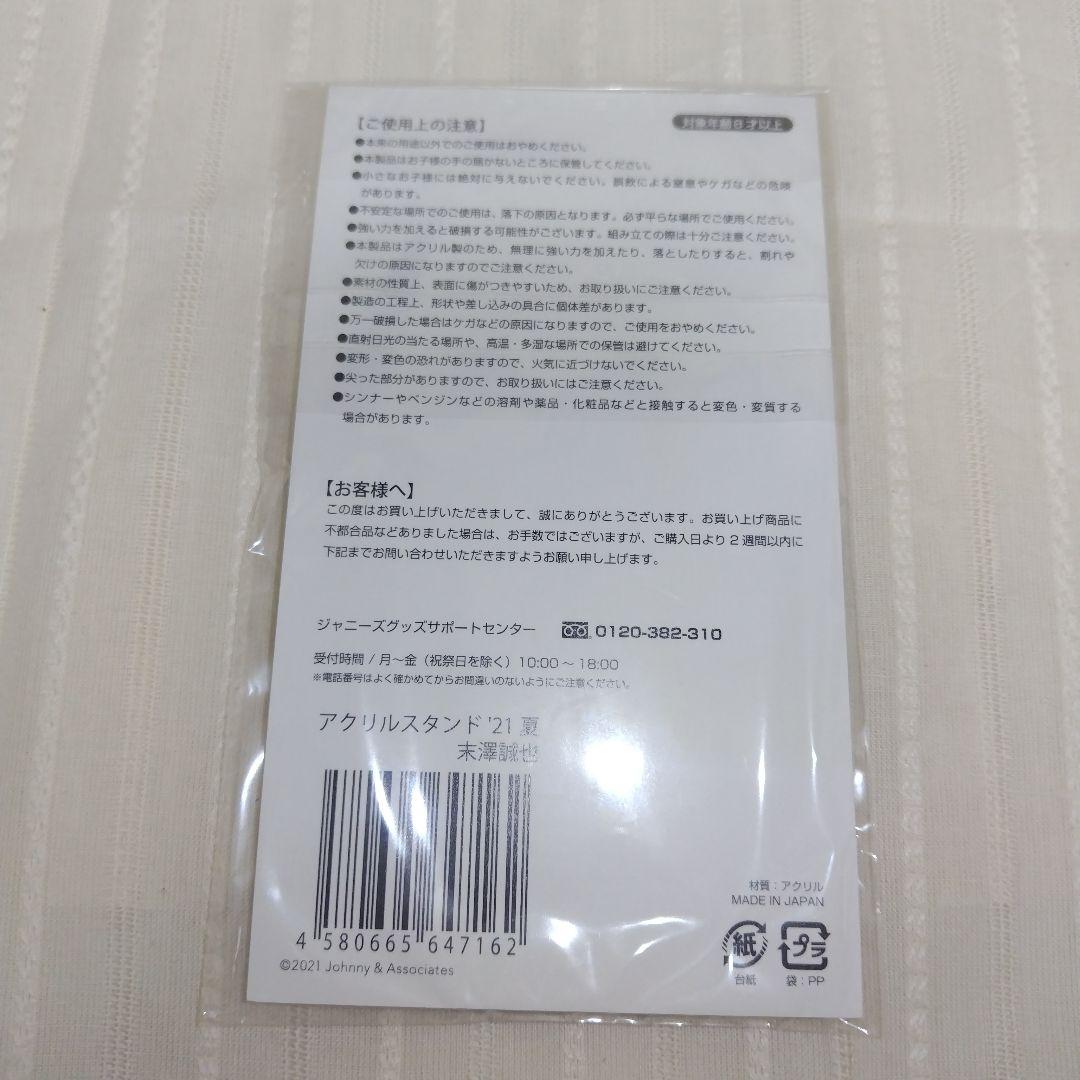 【ご使用上の注意】
対象年齢8才以上
●本来の用途以外でのご使用はおやめください。
●本製品はお子様の手の届かないところに保管してください。
●小さなお子様には絶対に与えないでください。誤飲による窒息やケガなどの危険
があります。
●不安定な場所でのご使用は、落下の原因となります。必ず平らな場所でご使用ください。
●強い力を加えると破損する可能性がございます。組み立ての際は十分ご注意ください。
●本製品はアクリル製のため、無理に強い力を加えたり、落としたりすると、割れや
欠けの原因になりますのでご注意ください。
●素材の性質上、表面に傷がつきやすいため、お取り扱いにご注意ください。
●製造の工程上、形状や差し込みの具合に個体差があります。
●万一破損した場合はケガなどの原因になりますので、ご使用をおやめください。
●直射日光の当たる場所や、高温・多湿な場所での保管は避けてください。
●変形・変色の恐れがありますので、火気に近づけないでください。
●尖った部分がありますので、お取り扱いにはご注意ください。
●シンナーやベンジンなどの溶剤や薬品・化粧品などと接触すると変色・変質する
場合があります。
【お客様へ】
この度はお買い上げいただきまして、誠にありがとうございます。お買い上げ商品に
不都合品などありました場合は、お手数ではございますが、ご購入日より2週間以内に
下記までお問い合わせいただきますようお願い申し上げます。
ジャニーズグッズサポートセンター 0120-382-310
受付時間 / 月〜金（祝祭日を除く）10:00 〜 18:00
※電話番号はよく確かめてからお間違いのないようにご注意ください。
アクリルスタンド '21 夏
末澤誠也
4 580665 647162
©2021 Johnny & Associates
材質：アクリル
MADE IN JAPAN
紙 プラ
台紙 袋：PP